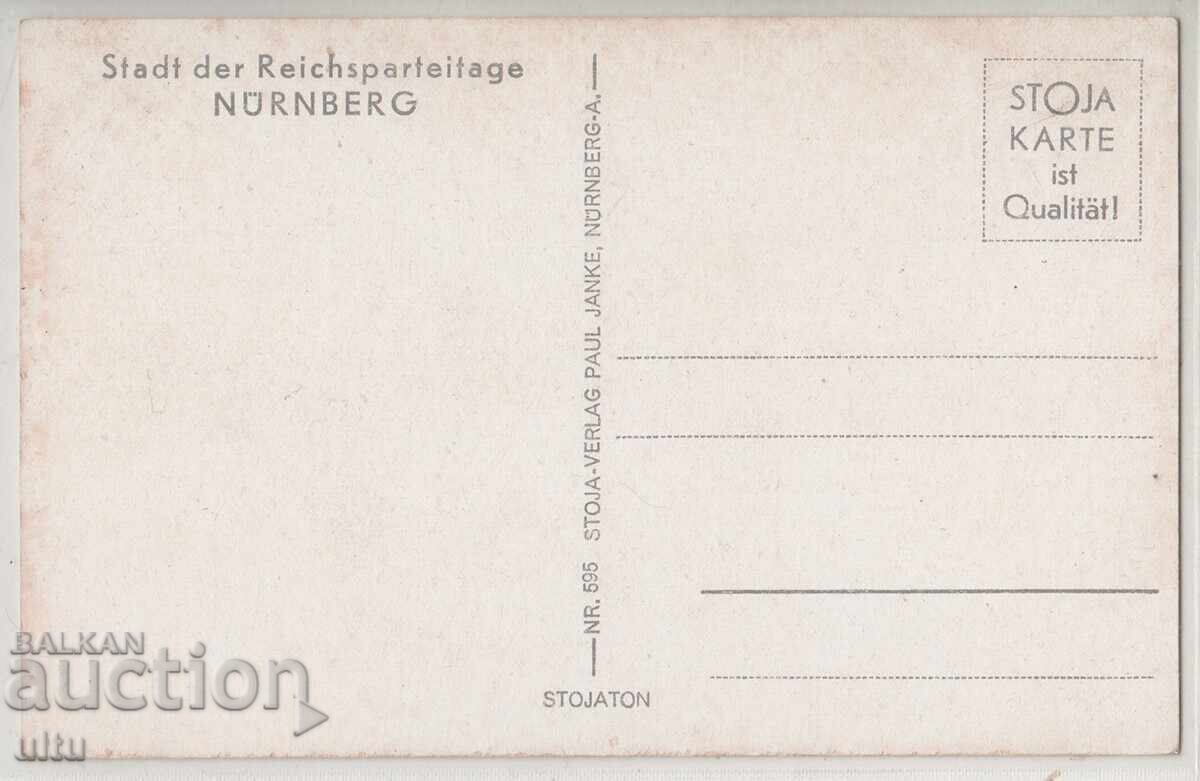 Stadt der Reichsparteitage
NÜRNBERG
NR. 595 STOJA-VERLAG PAUL JANKE, NÜRNBERG-A.
STOJATON
STOJA
KARTE
ist
Qualität!
BALKAN
auction
ultu